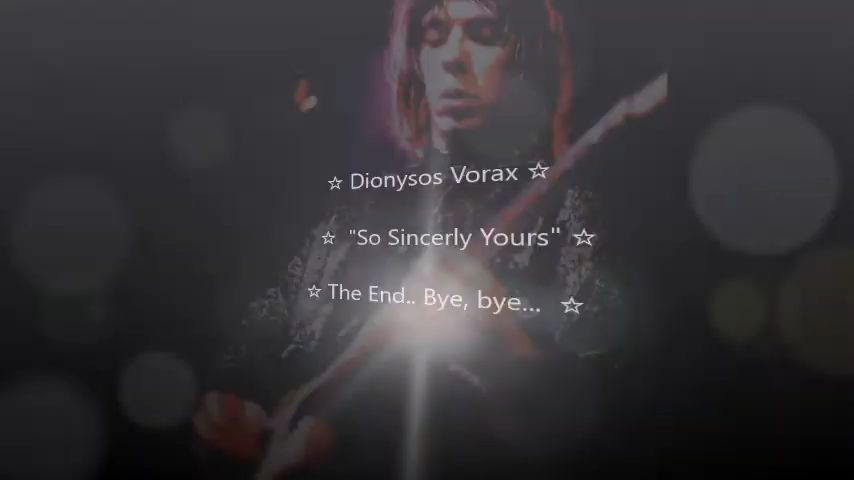 ☆ Dionysos Vorax ☆
☆ "So Sincerly Yours" ☆
☆ The End.. Bye, bye... ☆